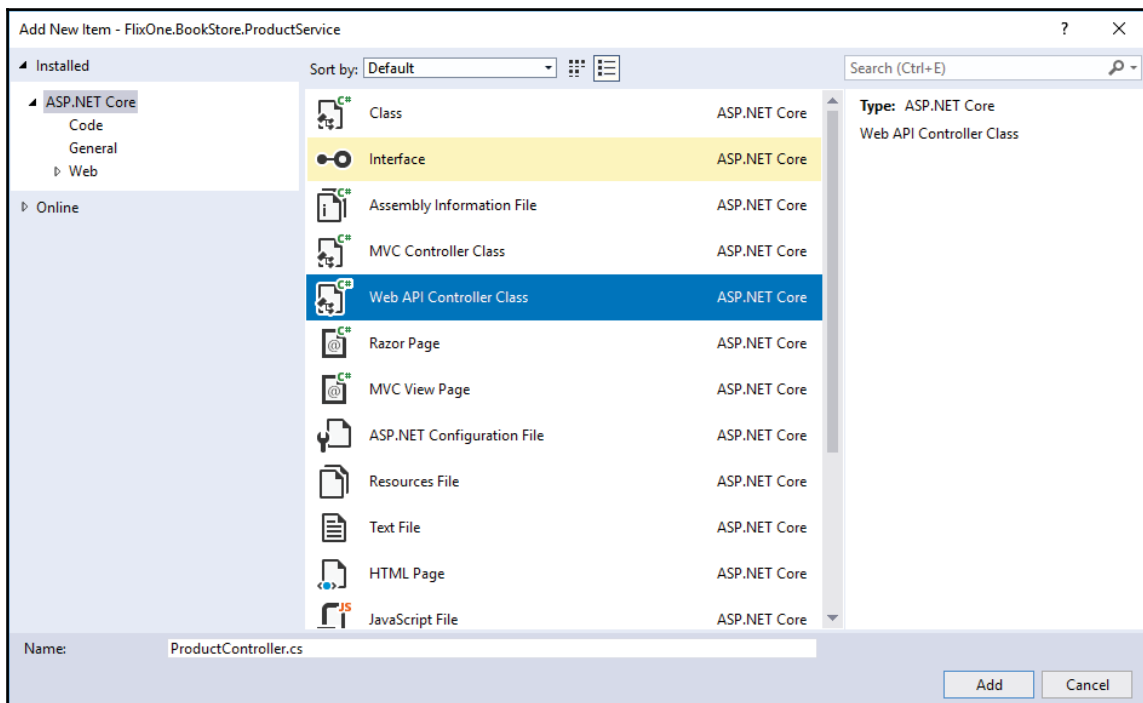 Add New Item - FlixOne.BookStore.ProductService
?
Installed
Sort by: Default
Search (Ctrl+E)
ASP.NET Core
Code
General
Web
Online
C#
Class ASP.NET Core
Interface ASP.NET Core
C#
Assembly Information File ASP.NET Core
C#
MVC Controller Class ASP.NET Core
C#
Web API Controller Class ASP.NET Core
C#
@
Razor Page ASP.NET Core
C#
@
MVC View Page ASP.NET Core
ASP.NET Configuration File ASP.NET Core
Resources File ASP.NET Core
Text File ASP.NET Core
HTML Page ASP.NET Core
JS
JavaScript File ASP.NET Core
Type: ASP.NET Core
Web API Controller Class
Name: ProductController.cs
Add Cancel